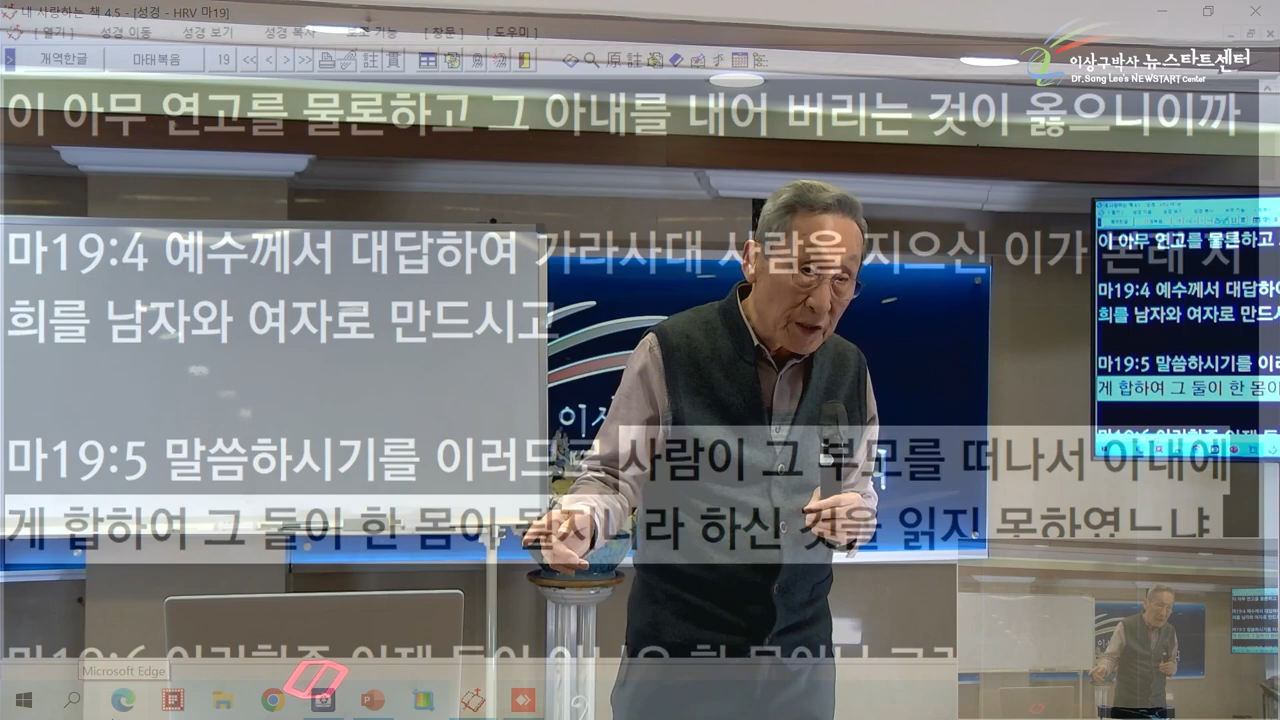 내 사랑하는 책 4.5 - [성경 - HRV 마19]
[ 열기 ] 성경 이동 성경 보기 성경 복사 보조 기능 [ 창문 ] [ 도우미 ]
개역한글 마태복음 19 << < > >>
이상구박사 뉴스타트센터
Dr. Sang Lee's NEWSTART Center
이 아무 연고를 물론하고 그 아내를 내어 버리는 것이 옳으니이까
마19:4 예수께서 대답하여 가라사대 사람을 지으신 이가 본래 저
희를 남자와 여자로 만드시고
마19:5 말씀하시기를 이러므로 사람이 그 부모를 떠나서 아내에
게 합하여 그 둘이 한 몸이 될지니라 하신 것을 읽지 못하였느냐
이 아무 연고를 물론하고
마19:4 예수께서 대답하여
희를 남자와 여자로 만드시
마19:5 말씀하시기를
게 합하여 그 둘이 한 몸이
Microsoft Edge